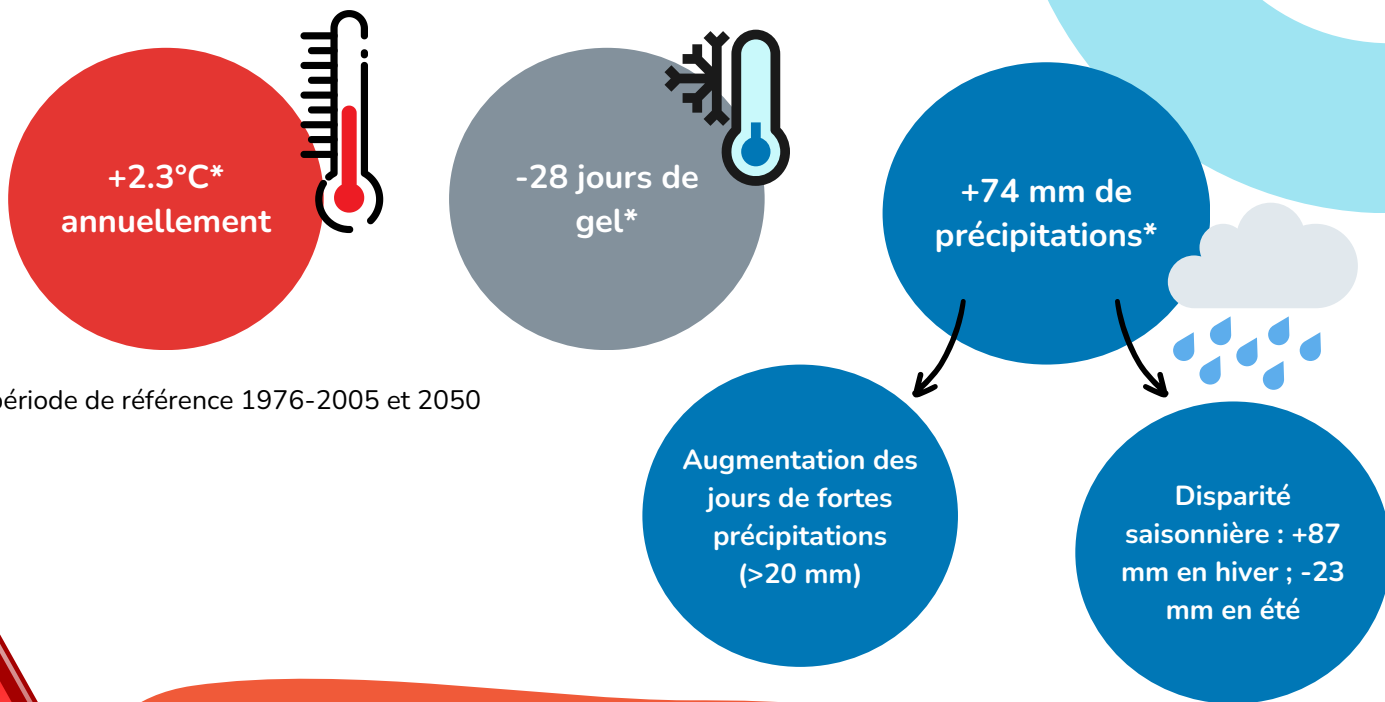 +2.3°C*
annuellement
-28 jours de
gel*
+74 mm de
précipitations*
période de référence 1976-2005 et 2050
Augmentation des
jours de fortes
précipitations
(>20 mm)
Disparité
saisonnière : +87
mm en hiver ; -23
mm en été